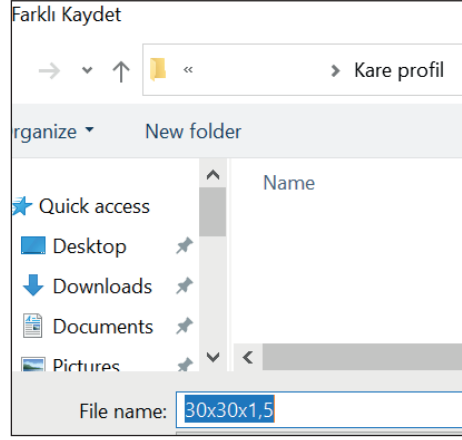 Farklı Kaydet
« > Kare profil
rganize New folder
Name
Quick access
Desktop
Downloads
Documents
Pictures
File name: 30x30x1,5